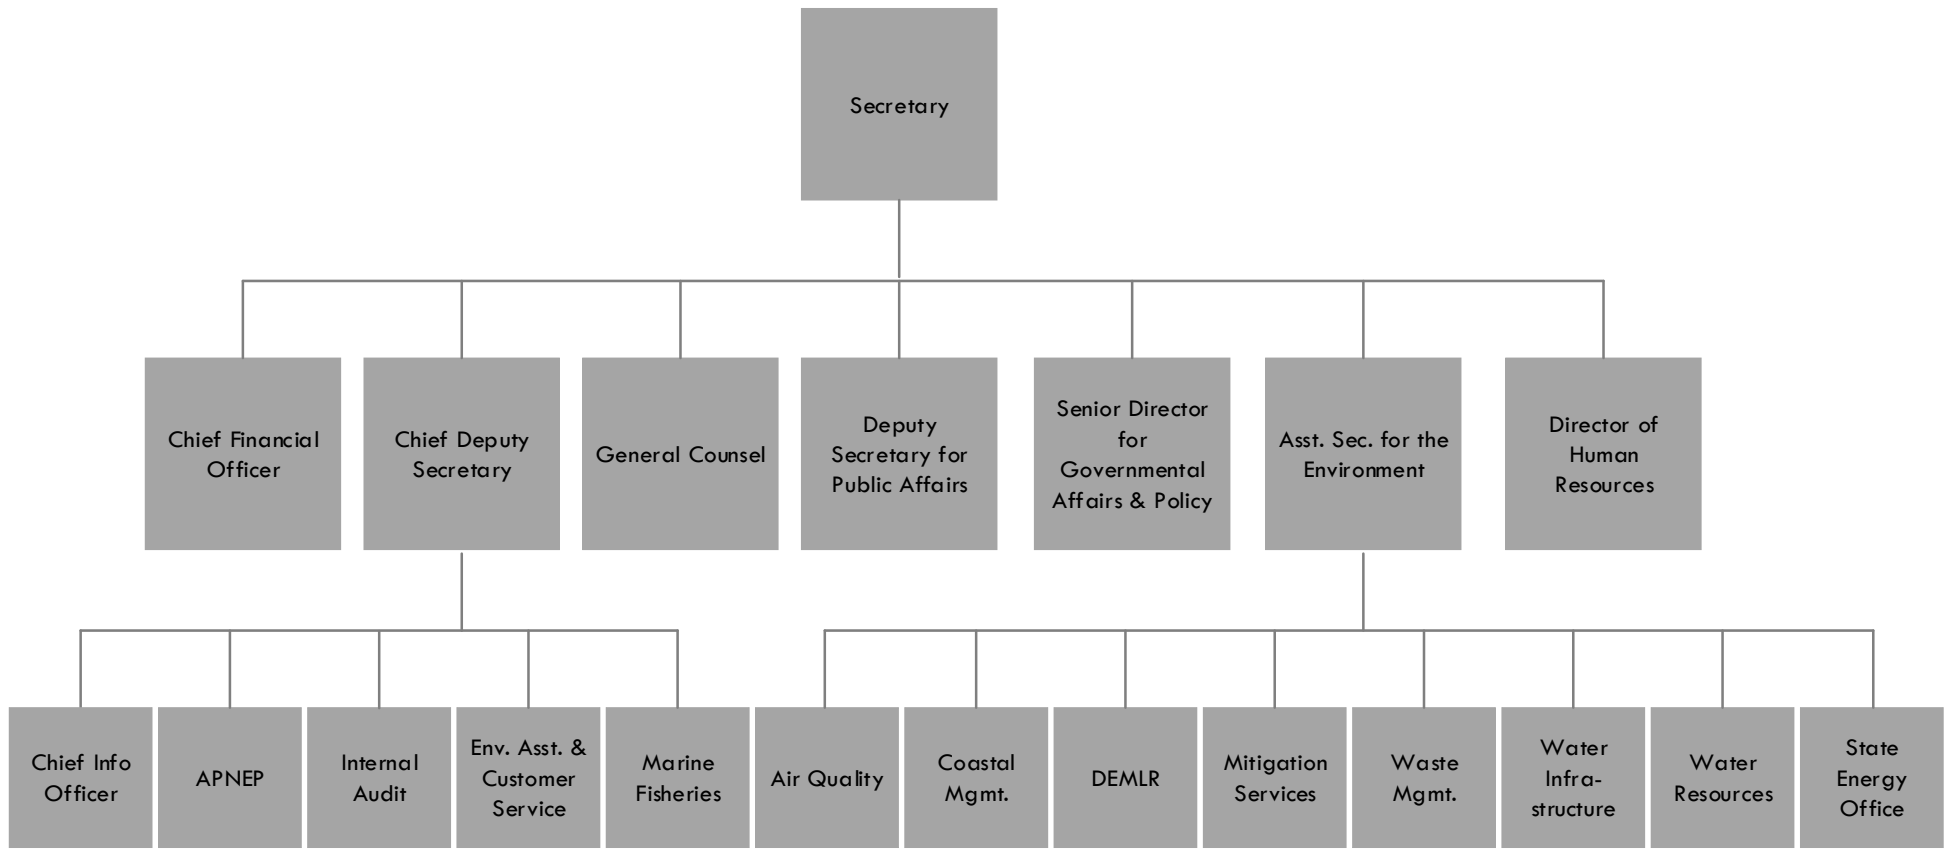 Secretary
Chief Financial
Officer
Chief Deputy
Secretary
General Counsel
Deputy
Secretary for
Public Affairs
Senior Director
for
Governmental
Affairs & Policy
Asst. Sec. for the
Environment
Director of
Human
Resources
Chief Info
Officer
APNEP
Internal
Audit
Env. Asst. &
Customer
Service
Marine
Fisheries
Air Quality
Coastal
Mgmt.
DEMLR
Mitigation
Services
Waste
Mgmt.
Water
Infra-
structure
Water
Resources
State
Energy
Office